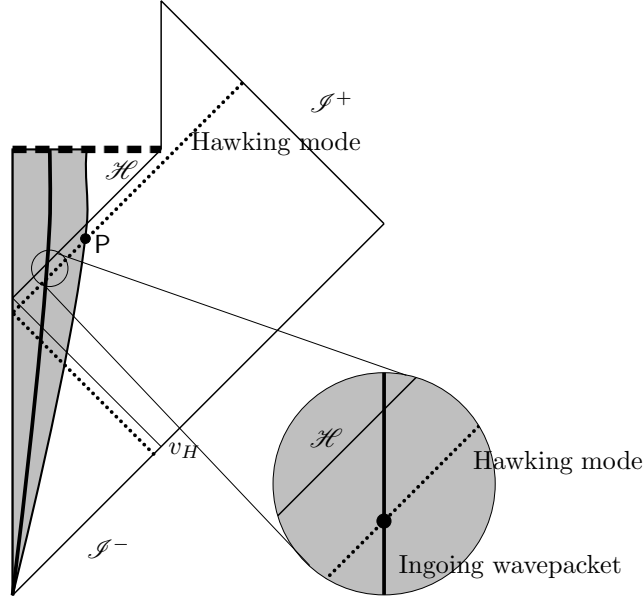 ℐ⁺
Hawking mode
ℋ
P
v_H
ℋ
Hawking mode
ℐ⁻
Ingoing wavepacket